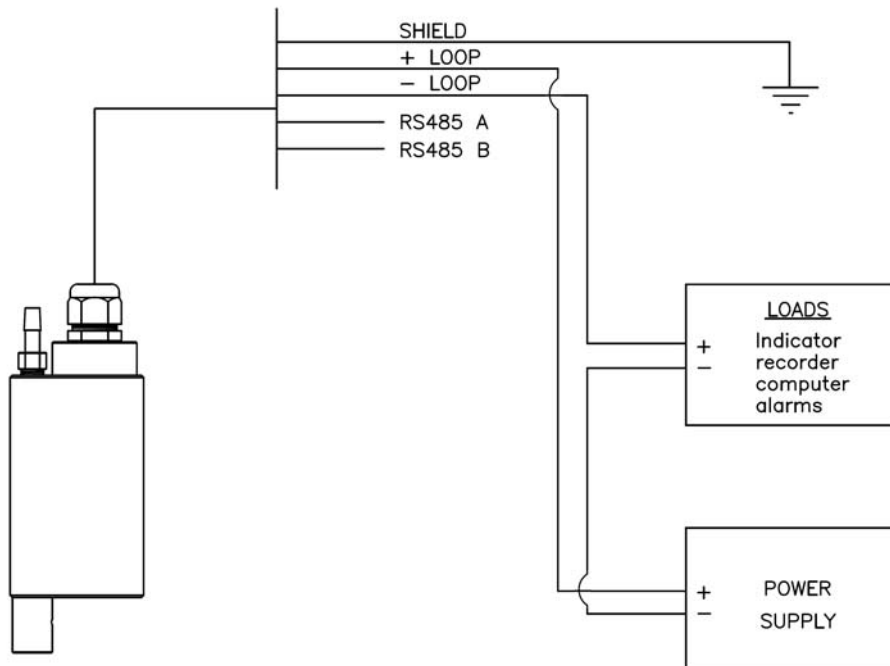 SHIELD
+ LOOP
- LOOP
RS485 A
RS485 B
LOADS
+ Indicator
- recorder
computer
alarms
+ POWER
- SUPPLY